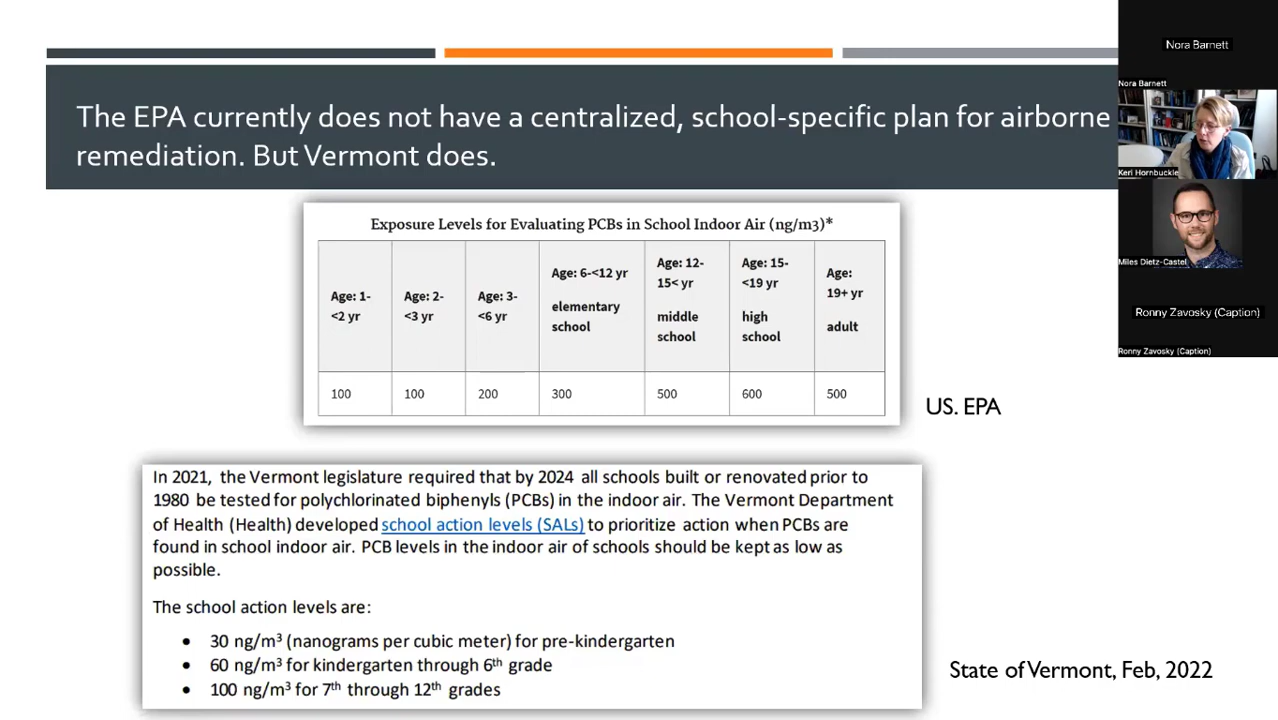 The EPA currently does not have a centralized, school-specific plan for airborne
remediation. But Vermont does.
Exposure Levels for Evaluating PCBs in School Indoor Air (ng/m3)*
Age: 1-
<2 yr
Age: 2-
<3 yr
Age: 3-
<6 yr
Age: 6-<12 yr
elementary
school
Age: 12-
15< yr
middle
school
Age: 15-
<19 yr
high
school
Age:
19+ yr
adult
100 100 200 300 500 600 500
US. EPA
In 2021, the Vermont legislature required that by 2024 all schools built or renovated prior to
1980 be tested for polychlorinated biphenyls (PCBs) in the indoor air. The Vermont Department
of Health (Health) developed school action levels (SALs) to prioritize action when PCBs are
found in school indoor air. PCB levels in the indoor air of schools should be kept as low as
possible.
The school action levels are:
• 30 ng/m³ (nanograms per cubic meter) for pre-kindergarten
• 60 ng/m³ for kindergarten through 6th grade
• 100 ng/m³ for 7th through 12th grades
State of Vermont, Feb, 2022
Nora Barnett
Nora Barnett
Keri Hornbuckle
Miles Dietz-Castel
Ronny Zavosky (Caption)
Ronny Zavosky (Caption)